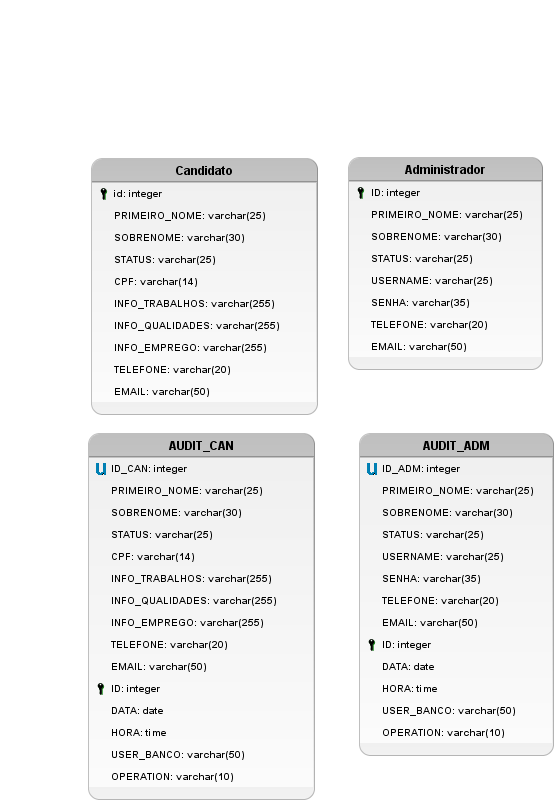 Candidato
id: integer
PRIMEIRO_NOME: varchar(25)
SOBRENOME: varchar(30)
STATUS: varchar(25)
CPF: varchar(14)
INFO_TRABALHOS: varchar(255)
INFO_QUALIDADES: varchar(255)
INFO_EMPREGO: varchar(255)
TELEFONE: varchar(20)
EMAIL: varchar(50)
Administrador
ID: integer
PRIMEIRO_NOME: varchar(25)
SOBRENOME: varchar(30)
STATUS: varchar(25)
USERNAME: varchar(25)
SENHA: varchar(35)
TELEFONE: varchar(20)
EMAIL: varchar(50)
AUDIT_CAN
U ID_CAN: integer
PRIMEIRO_NOME: varchar(25)
SOBRENOME: varchar(30)
STATUS: varchar(25)
CPF: varchar(14)
INFO_TRABALHOS: varchar(255)
INFO_QUALIDADES: varchar(255)
INFO_EMPREGO: varchar(255)
TELEFONE: varchar(20)
EMAIL: varchar(50)
ID: integer
DATA: date
HORA: time
USER_BANCO: varchar(50)
OPERATION: varchar(10)
AUDIT_ADM
U ID_ADM: integer
PRIMEIRO_NOME: varchar(25)
SOBRENOME: varchar(30)
STATUS: varchar(25)
USERNAME: varchar(25)
SENHA: varchar(35)
TELEFONE: varchar(20)
EMAIL: varchar(50)
ID: integer
DATA: date
HORA: time
USER_BANCO: varchar(50)
OPERATION: varchar(10)